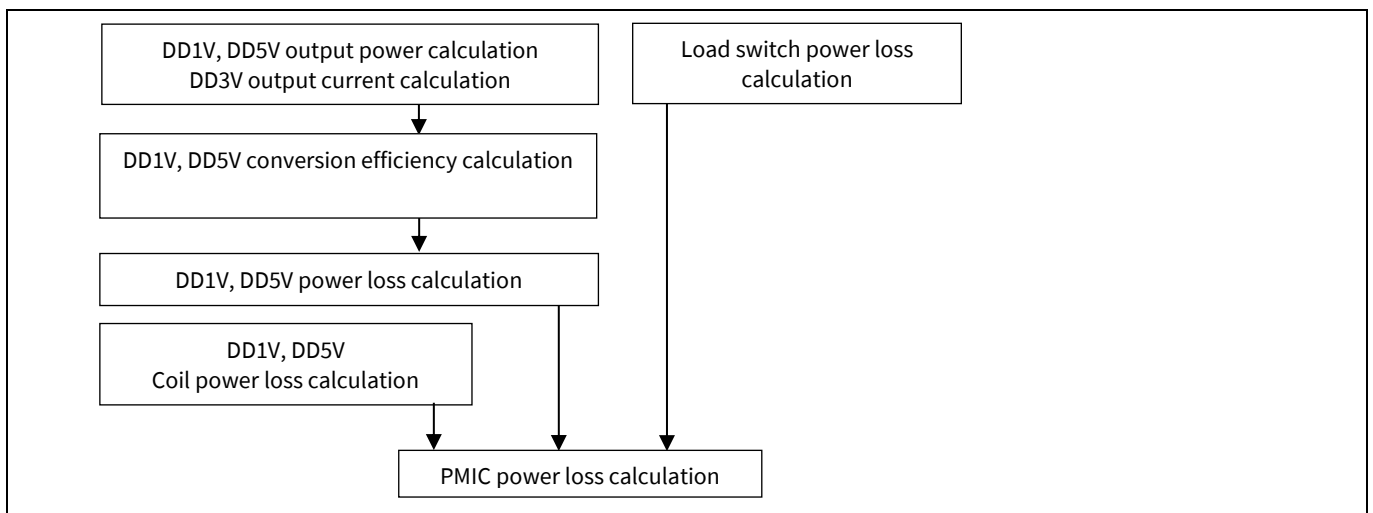 DD1V, DD5V output power calculation
DD3V output current calculation
Load switch power loss
calculation
DD1V, DD5V conversion efficiency calculation
DD1V, DD5V power loss calculation
DD1V, DD5V
Coil power loss calculation
PMIC power loss calculation